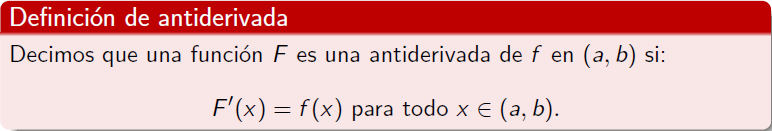 Definición de antiderivada
Decimos que una función F es una antiderivada de f en (a, b) si:
F′(x) = f(x) para todo x ∈ (a, b).